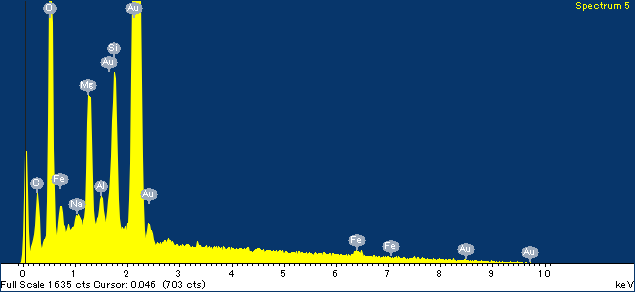 Spectrum 5
O Au
Si
Au
Mg
C Fe Al
Au
Na
Fe Fe Au Au
0 1 2 3 4 5 6 7 8 9 10
Full Scale 1635 cts Cursor: 0.046 (703 cts) keV